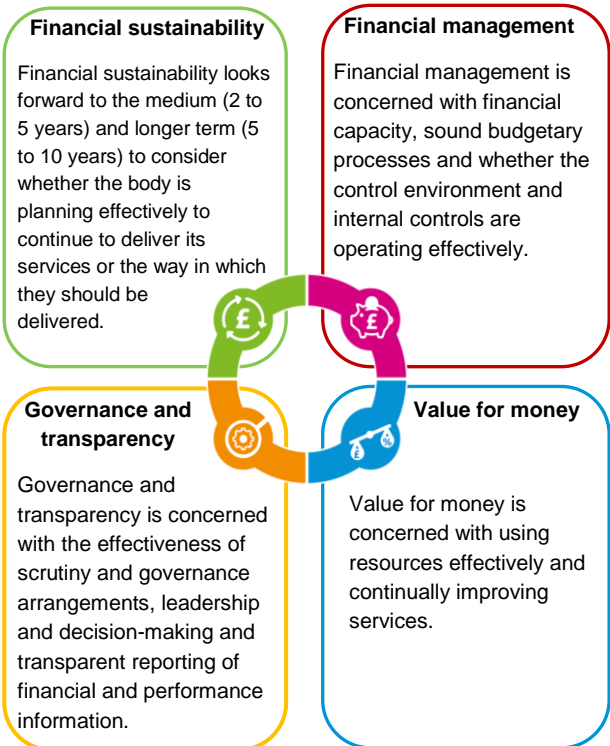 Financial sustainability
Financial sustainability looks
forward to the medium (2 to
5 years) and longer term (5
to 10 years) to consider
whether the body is
planning effectively to
continue to deliver its
services or the way in which
they should be
delivered.
Financial management
Financial management is
concerned with financial
capacity, sound budgetary
processes and whether the
control environment and
internal controls are
operating effectively.
£
£
Governance and
transparency
Governance and
transparency is concerned
with the effectiveness of
scrutiny and governance
arrangements, leadership
and decision-making and
transparent reporting of
financial and performance
information.
£
%
Value for money
Value for money is
concerned with using
resources effectively and
continually improving
services.